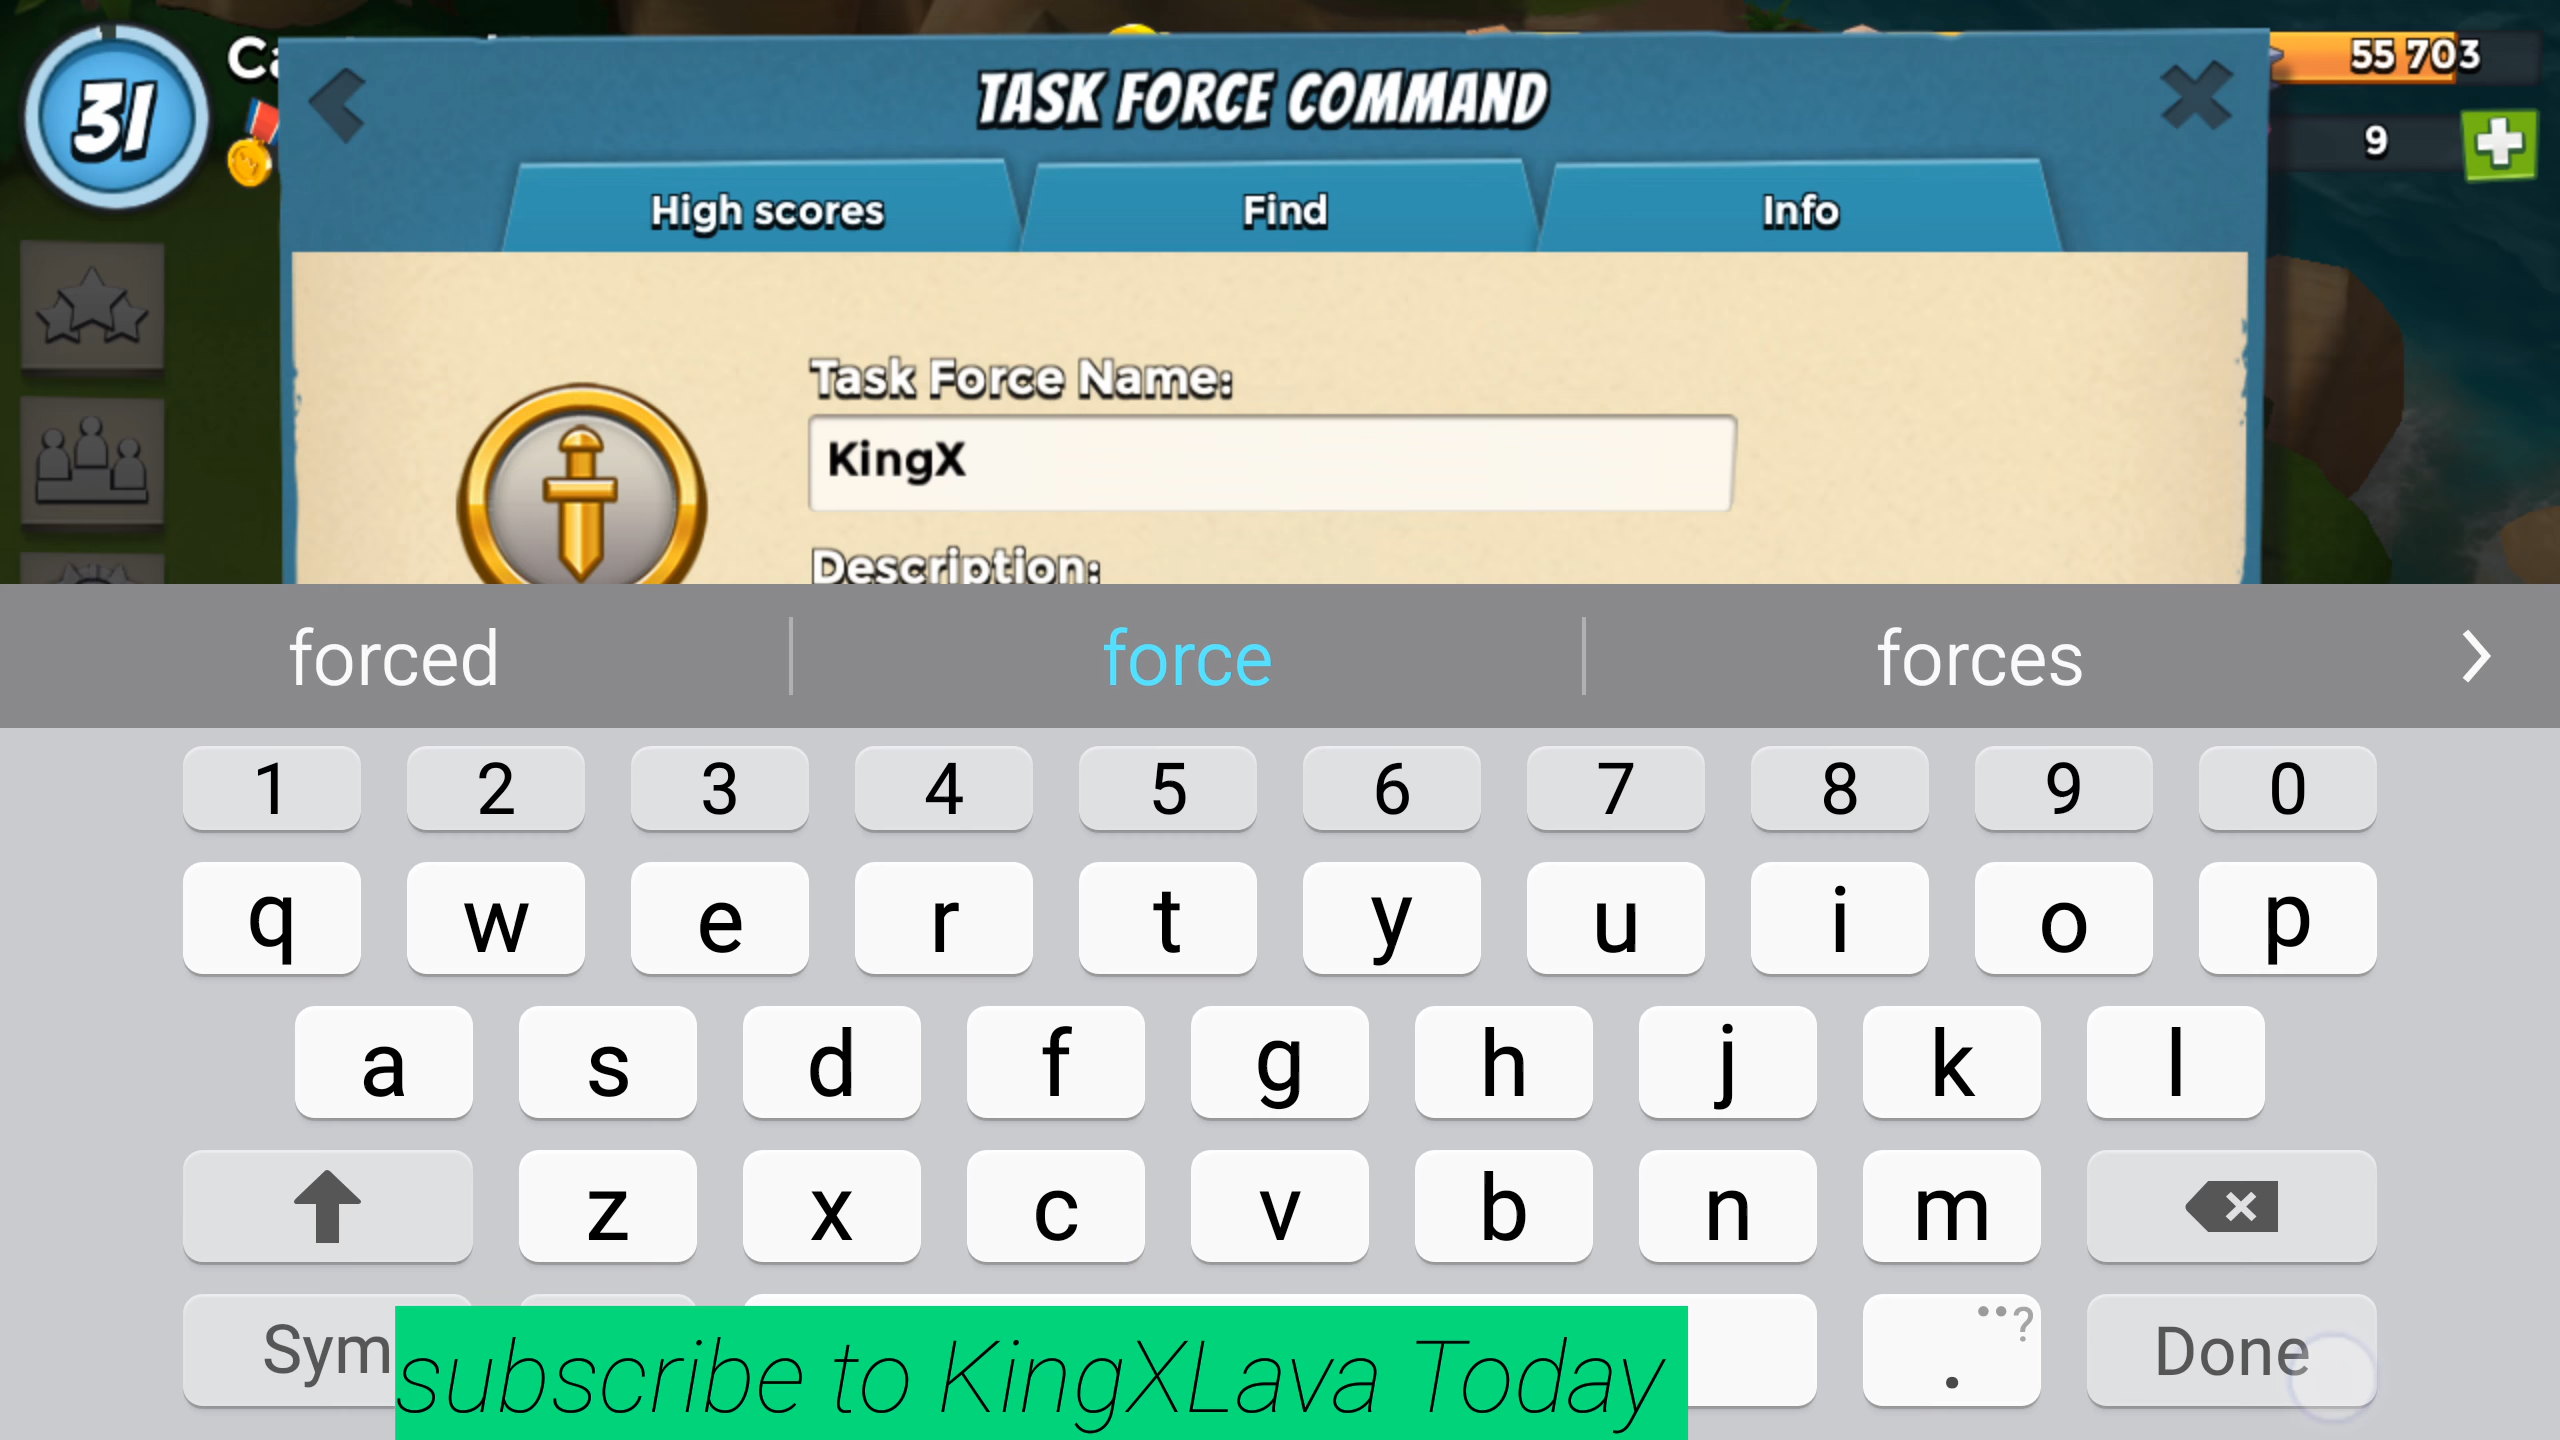 31
Ca
55 703
9
TASK FORCE COMMAND
High scores
Find
Info
Task Force Name:
KingX
Description:
forced
force
forces
1 2 3 4 5 6 7 8 9 0
q w e r t y u i o p
a s d f g h j k l
z x c v b n m
Sym
?
.
Done
subscribe to KingXLava Today